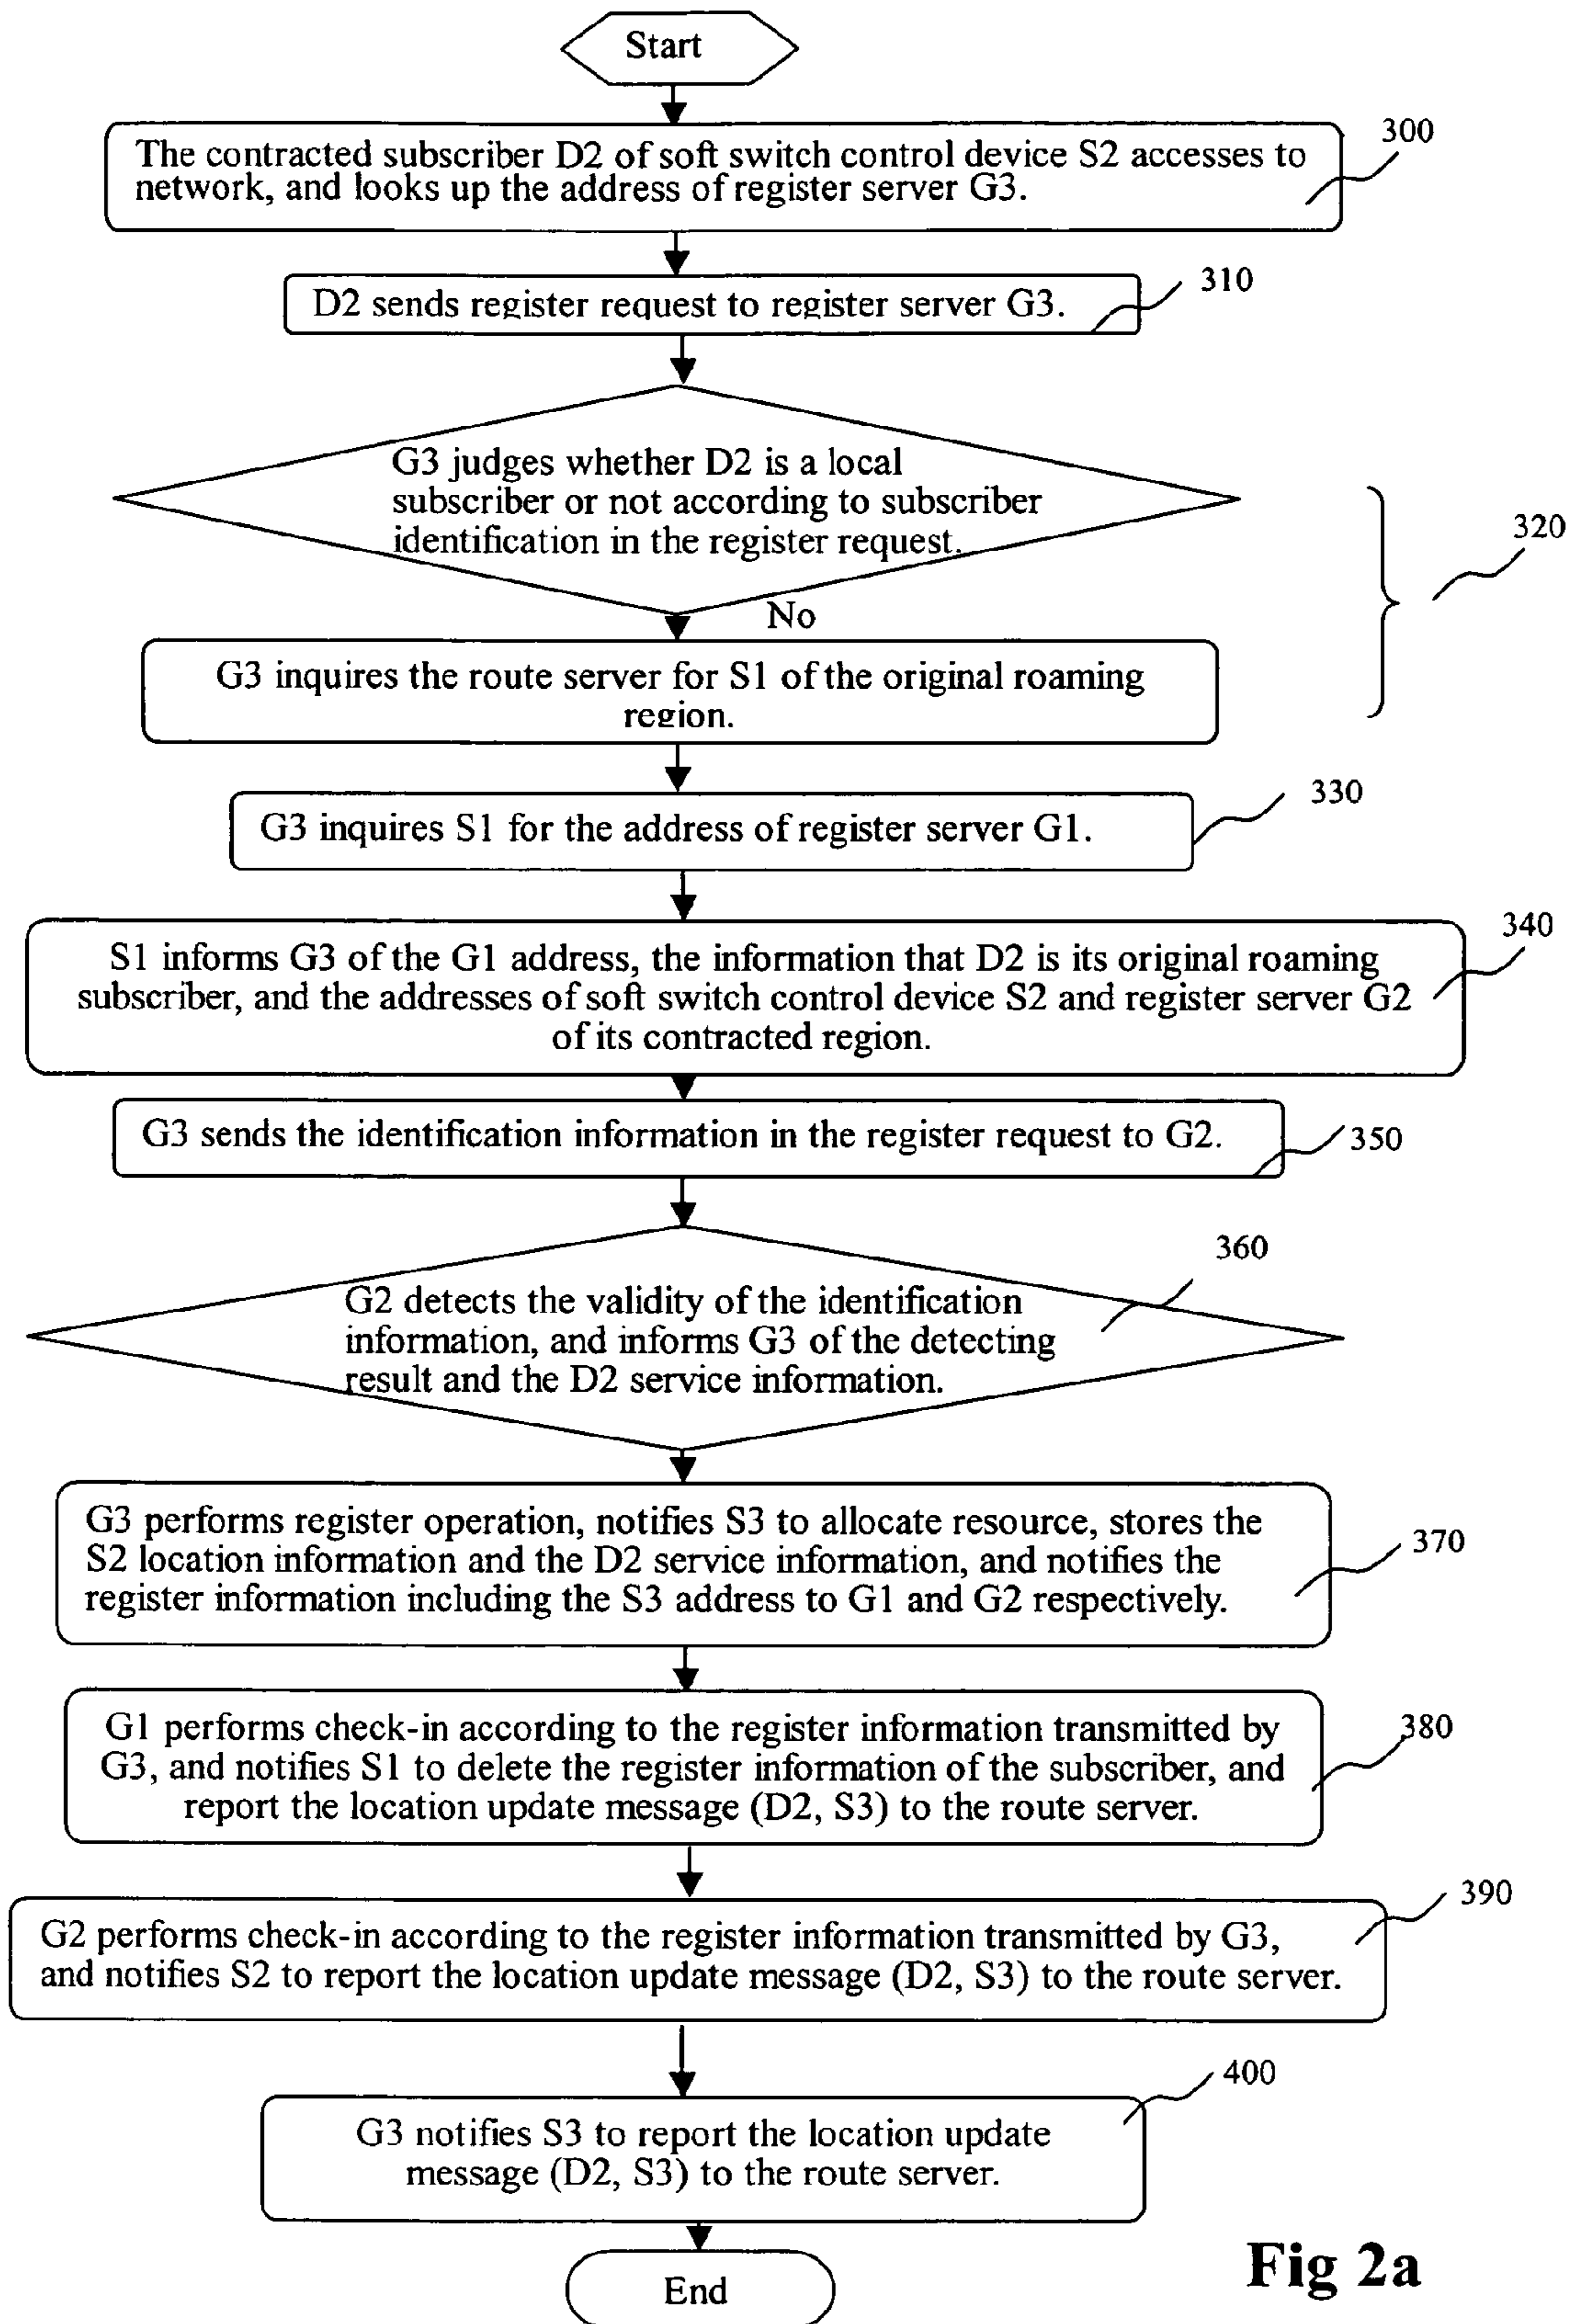 Start
The contracted subscriber D2 of soft switch control device S2 accesses to
network, and looks up the address of register server G3.
300
D2 sends register request to register server G3.
310
G3 judges whether D2 is a local
subscriber or not according to subscriber
identification in the register request.
320
No
G3 inquires the route server for S1 of the original roaming
region.
G3 inquires S1 for the address of register server G1.
330
S1 informs G3 of the G1 address, the information that D2 is its original roaming
subscriber, and the addresses of soft switch control device S2 and register server G2
of its contracted region.
340
G3 sends the identification information in the register request to G2.
350
G2 detects the validity of the identification
information, and informs G3 of the detecting
result and the D2 service information.
360
G3 performs register operation, notifies S3 to allocate resource, stores the
S2 location information and the D2 service information, and notifies the
register information including the S3 address to G1 and G2 respectively.
370
G1 performs check-in according to the register information transmitted by
G3, and notifies S1 to delete the register information of the subscriber, and
report the location update message (D2, S3) to the route server.
380
G2 performs check-in according to the register information transmitted by G3,
and notifies S2 to report the location update message (D2, S3) to the route server.
390
G3 notifies S3 to report the location update
message (D2, S3) to the route server.
400
End
Fig 2a